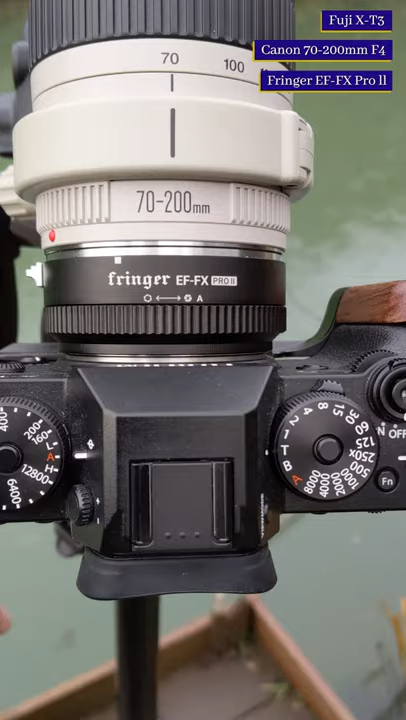 Fuji X-T3
Canon 70-200mm F4
Fringer EF-FX Pro ll
70 100
70-200mm
fringer EF-FX PRO II
A
400 200 160 L A H 12800 6400
1 2 4 8 15 30 60 125 250x 500 1000 2000 4000 8000 A B T
N OFF
Fn